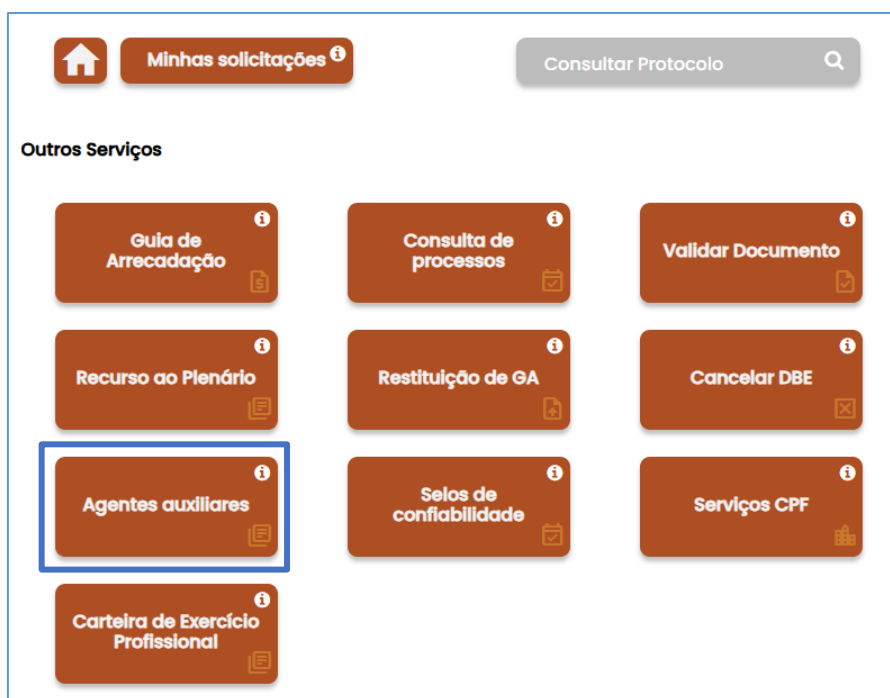 Minhas solicitações
Consultar Protocolo
Outros Serviços
Guia de
Arrecadação
Consulta de
processos
Validar Documento
Recurso ao Plenário
Restituição de GA
Cancelar DBE
Agentes auxiliares
Selos de
confiabilidade
Serviços CPF
Carteira de Exercício
Profissional